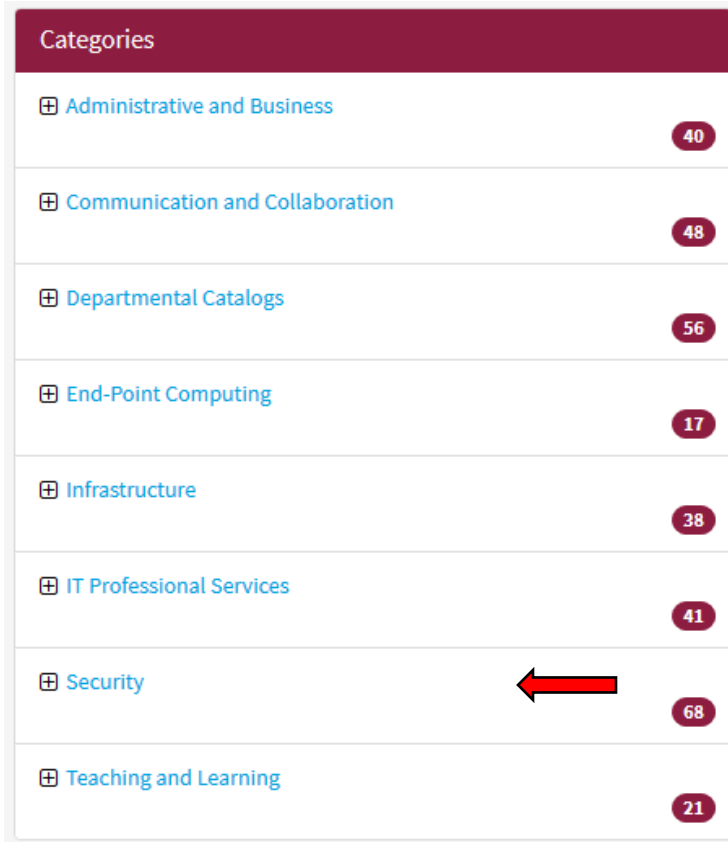 Categories
Administrative and Business
40
Communication and Collaboration
48
Departmental Catalogs
56
End-Point Computing
17
Infrastructure
38
IT Professional Services
41
Security
68
Teaching and Learning
21